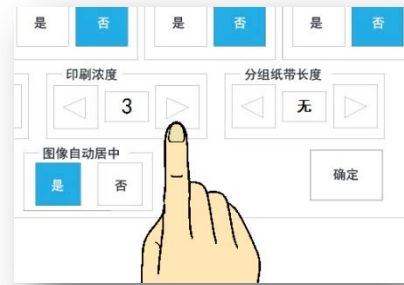 是 否 是 否 是 否
印刷浓度 分组纸带长度
3 无
图像自动居中
是 否 确定